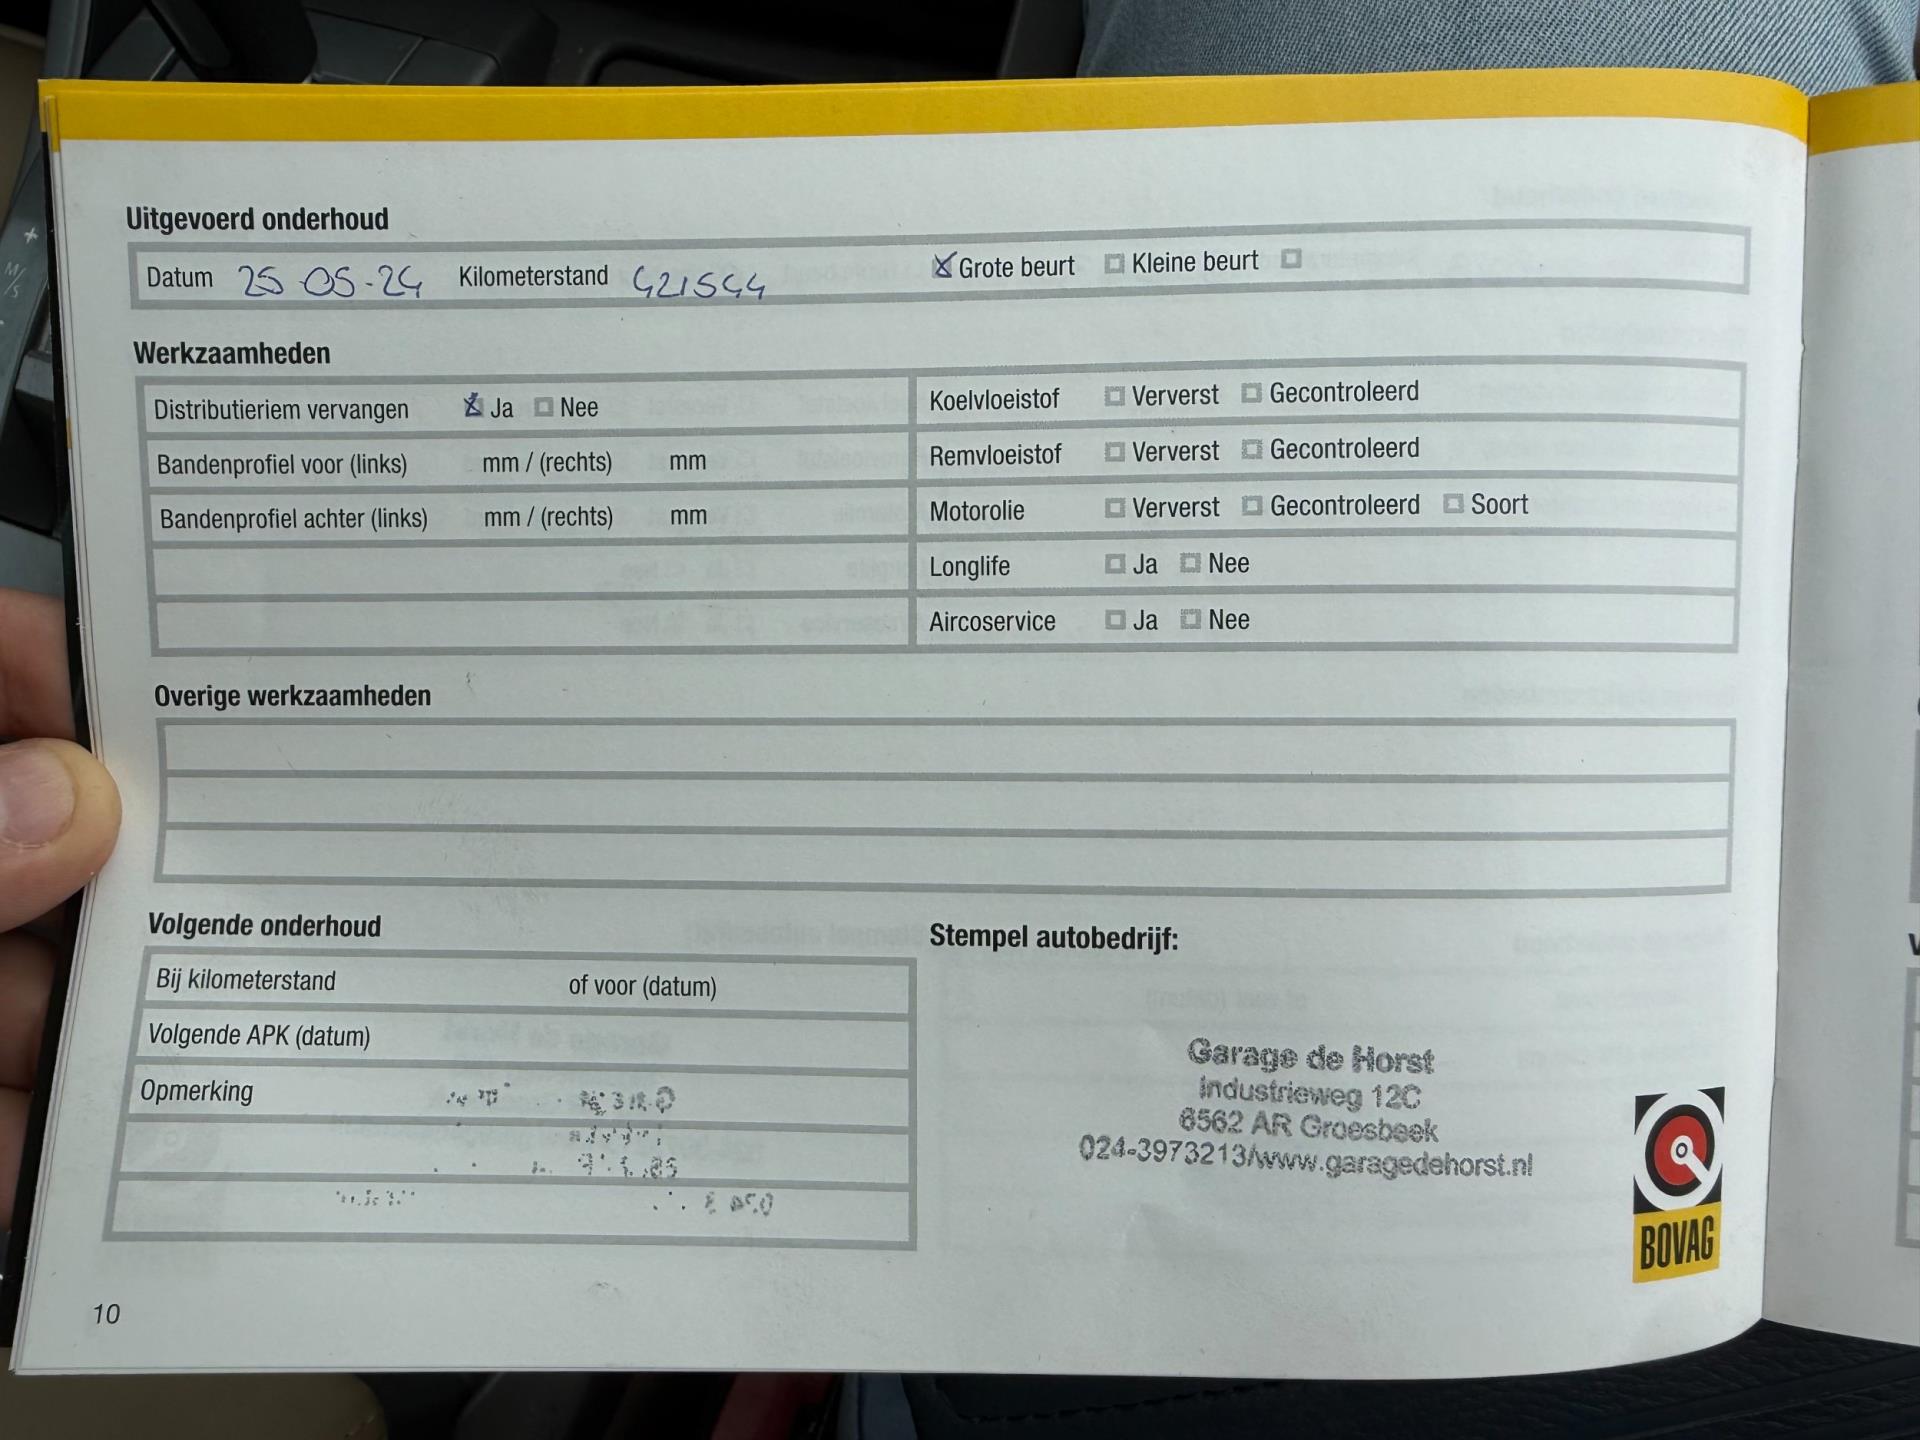 Uitgevoerd onderhoud
Datum 25-05-24 Kilometerstand 421544 Grote beurt Kleine beurt
Werkzaamheden
Distributieriem vervangen Ja Nee
Bandenprofiel voor (links) mm / (rechts) mm
Bandenprofiel achter (links) mm / (rechts) mm
Koelvloeistof Ververst Gecontroleerd
Remvloeistof Ververst Gecontroleerd
Motorolie Ververst Gecontroleerd Soort
Longlife Ja Nee
Aircoservice Ja Nee
Overige werkzaamheden
Volgende onderhoud
Bij kilometerstand of voor (datum)
Volgende APK (datum)
Opmerking
Stempel autobedrijf:
Garage de Horst
Industrieweg 12C
6562 AR Groesbeek
024-3973213/www.garagedehorst.nl
BOVAG
10